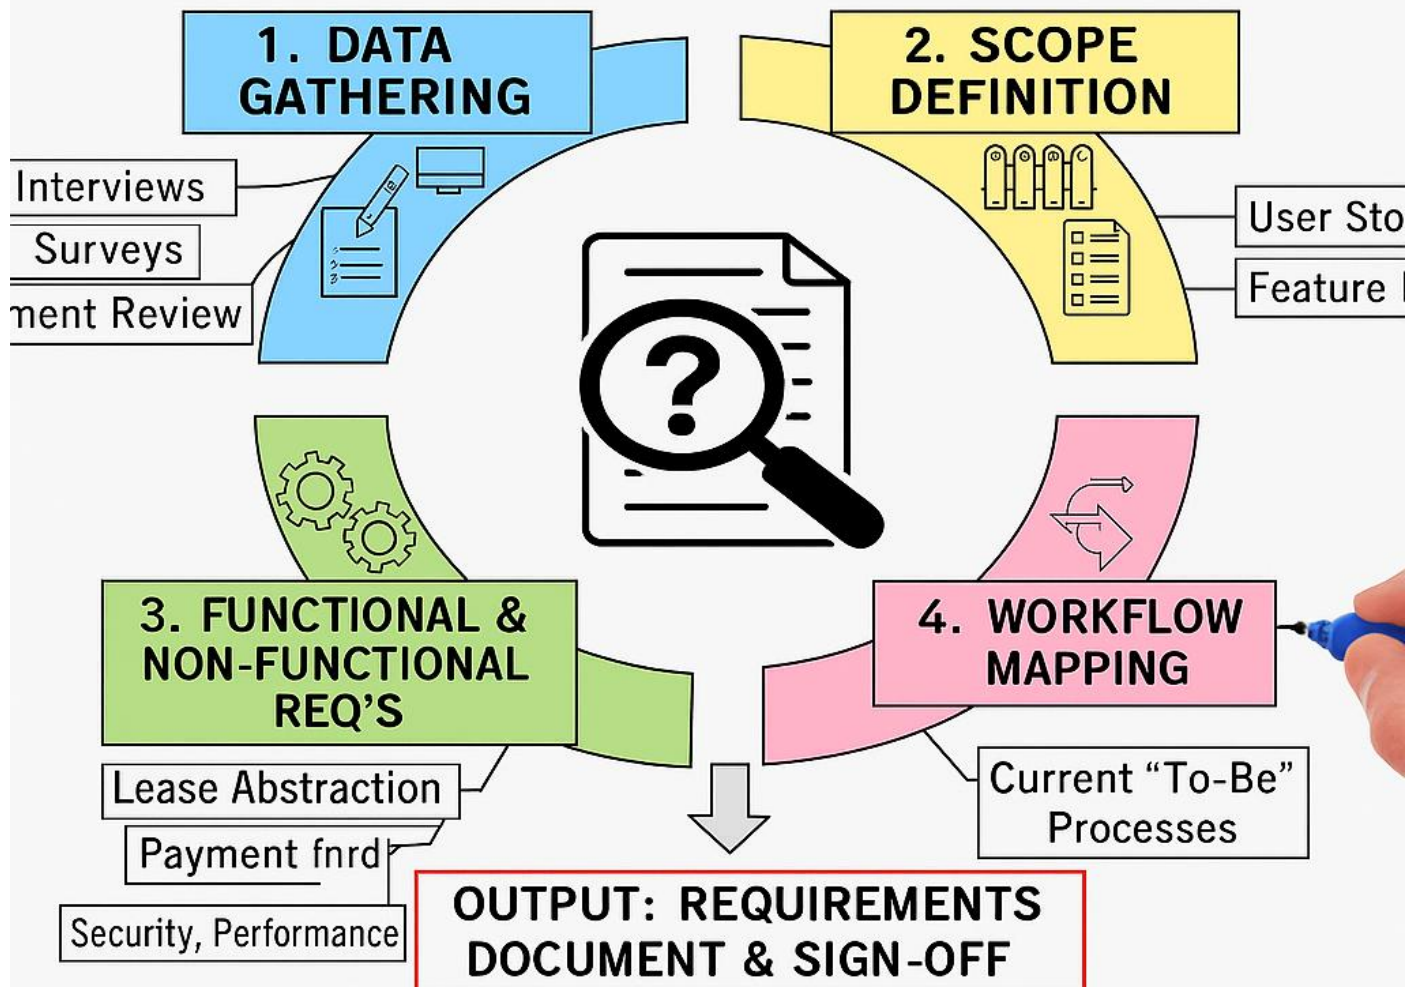 1. DATA
GATHERING
Interviews
Surveys
ment Review
2. SCOPE
DEFINITION
User Sto
Feature
3. FUNCTIONAL &
NON-FUNCTIONAL
REQ'S
Lease Abstraction
Payment fnrd
Security, Performance
4. WORKFLOW
MAPPING
Current “To-Be”
Processes
OUTPUT: REQUIREMENTS
DOCUMENT & SIGN-OFF